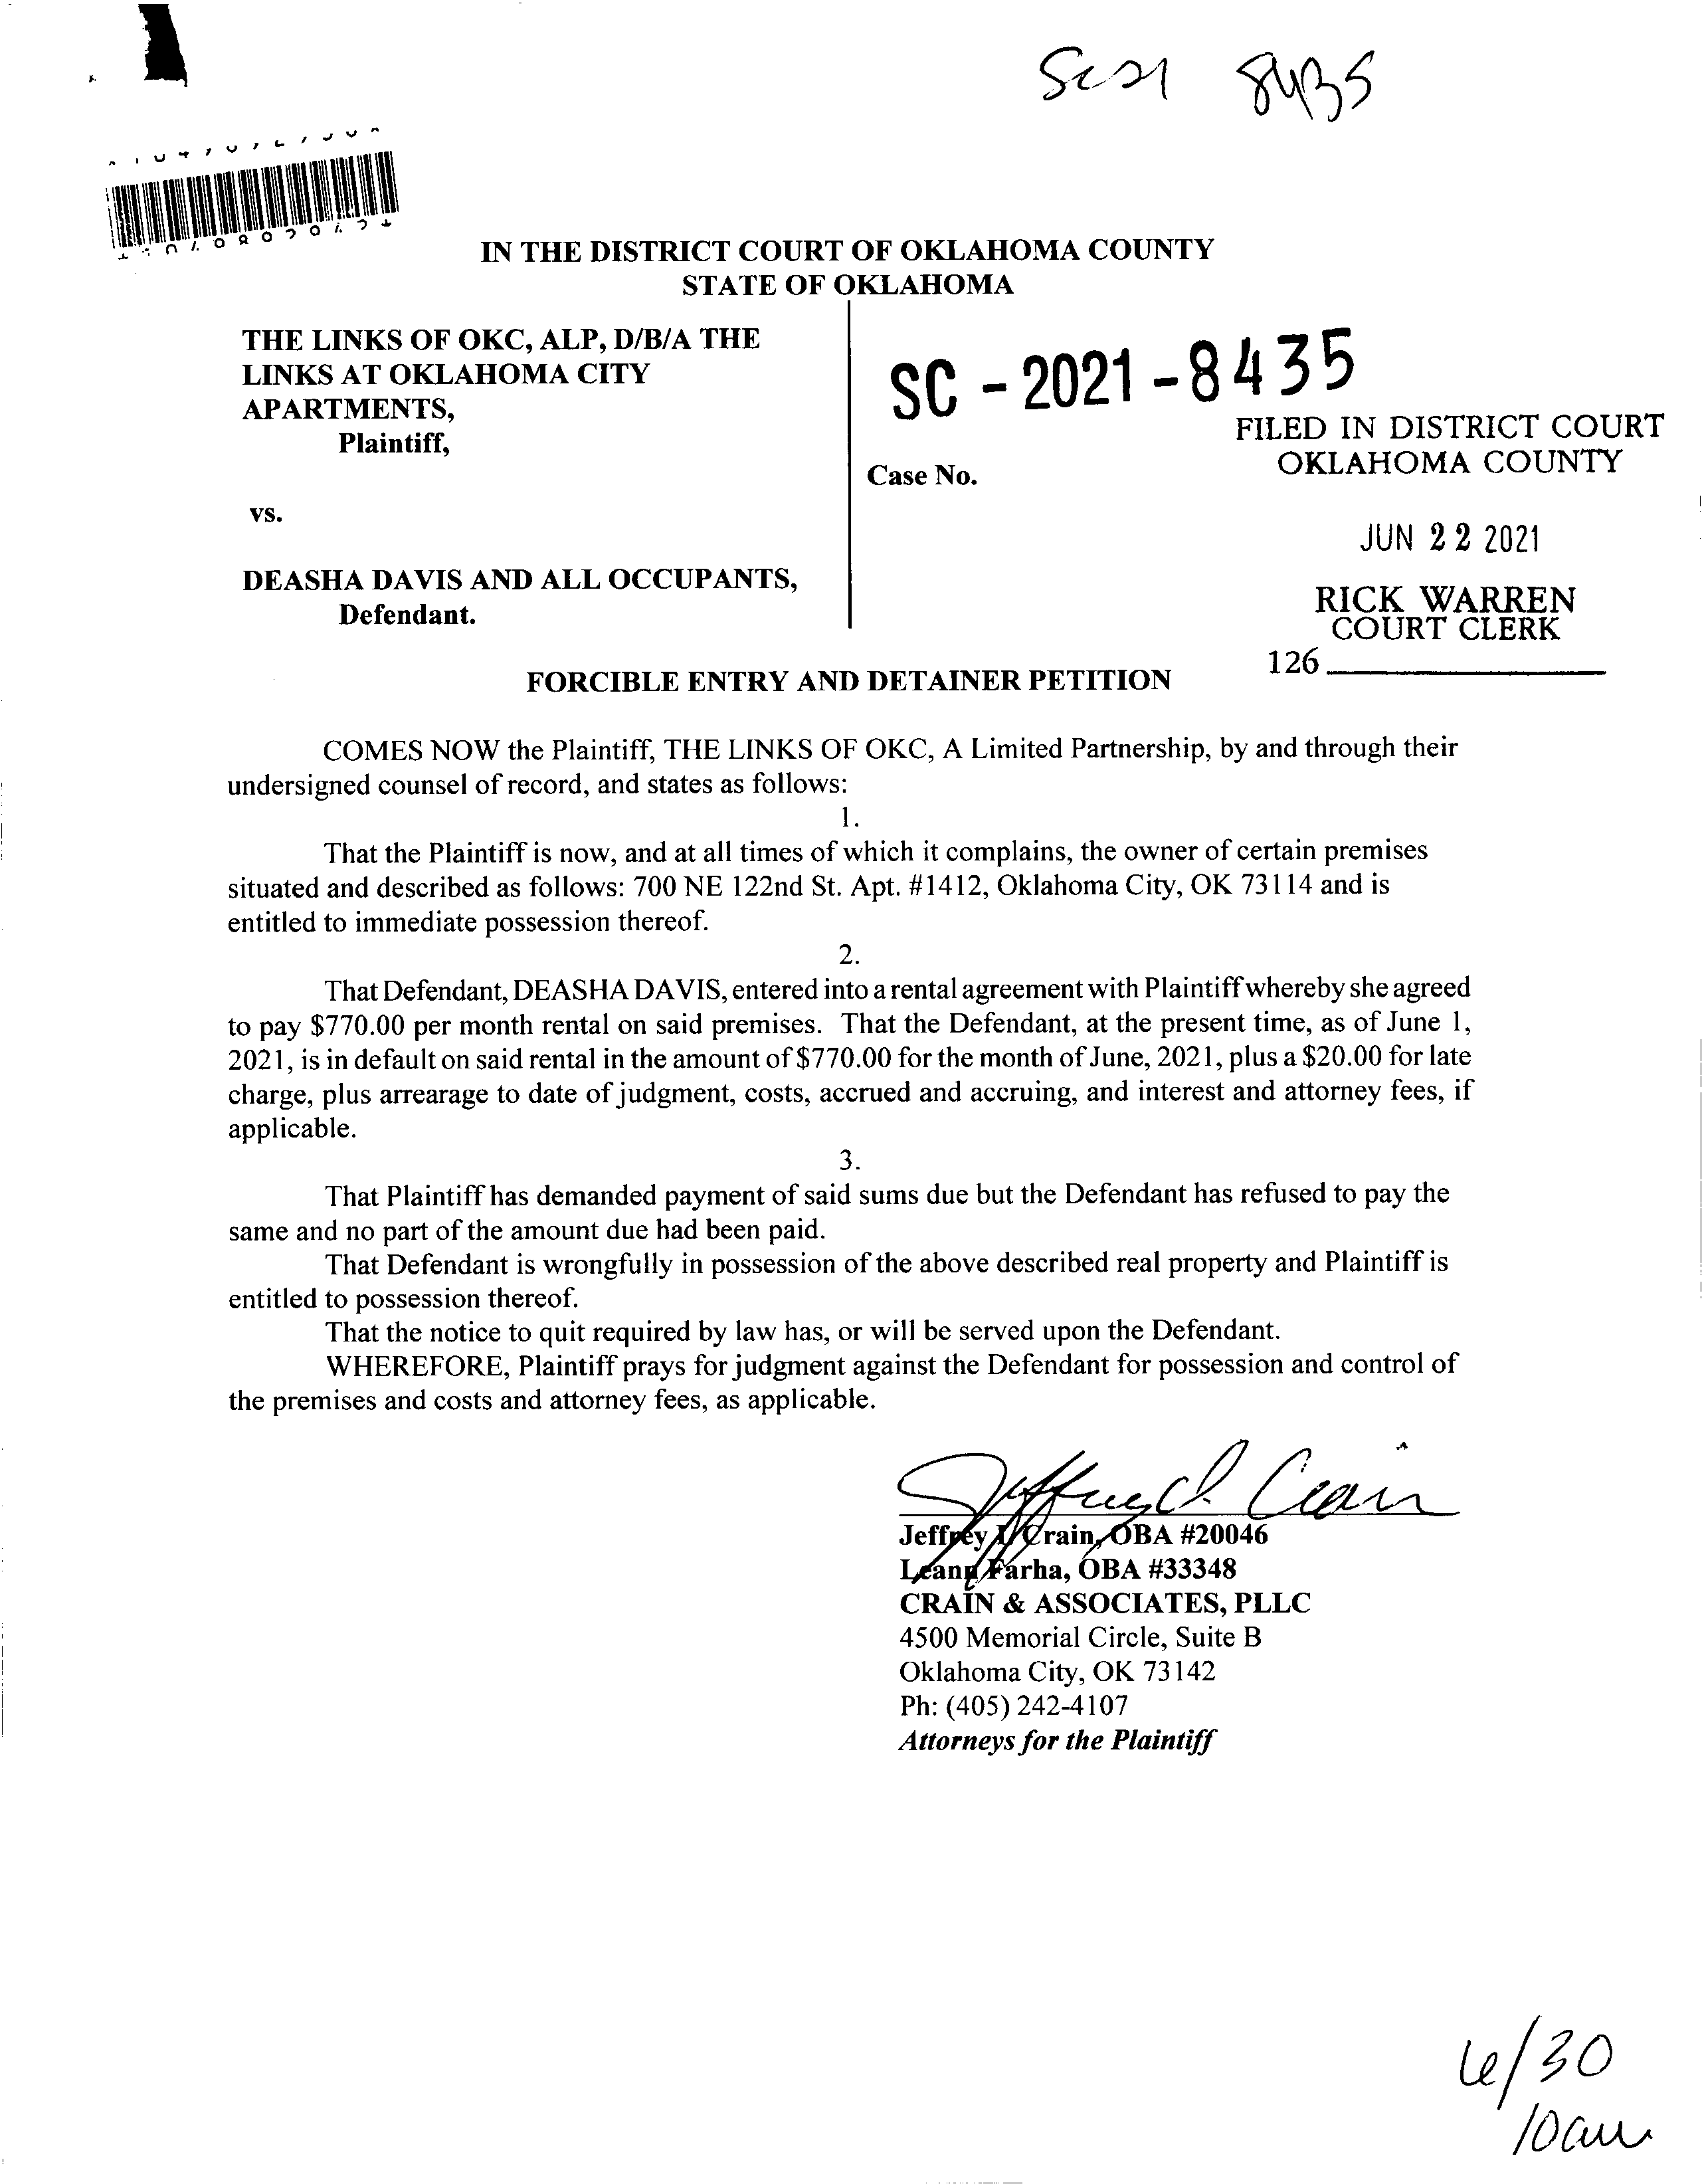 SC21 8435
IN THE DISTRICT COURT OF OKLAHOMA COUNTY
STATE OF OKLAHOMA
THE LINKS OF OKC, ALP, D/B/A THE
LINKS AT OKLAHOMA CITY
APARTMENTS,
Plaintiff,
vs.
DEASHA DAVIS AND ALL OCCUPANTS,
Defendant.
SC - 2021 - 8435
Case No.
FILED IN DISTRICT COURT
OKLAHOMA COUNTY
JUN 22 2021
RICK WARREN
COURT CLERK
126
FORCIBLE ENTRY AND DETAINER PETITION
COMES NOW the Plaintiff, THE LINKS OF OKC, A Limited Partnership, by and through their
undersigned counsel of record, and states as follows:
1.
That the Plaintiff is now, and at all times of which it complains, the owner of certain premises
situated and described as follows: 700 NE 122nd St. Apt. #1412, Oklahoma City, OK 73114 and is
entitled to immediate possession thereof.
2.
That Defendant, DEASHA DAVIS, entered into a rental agreement with Plaintiff whereby she agreed
to pay $770.00 per month rental on said premises. That the Defendant, at the present time, as of June 1,
2021, is in default on said rental in the amount of $770.00 for the month of June, 2021, plus a $20.00 for late
charge, plus arrearage to date of judgment, costs, accrued and accruing, and interest and attorney fees, if
applicable.
3.
That Plaintiff has demanded payment of said sums due but the Defendant has refused to pay the
same and no part of the amount due had been paid.
That Defendant is wrongfully in possession of the above described real property and Plaintiff is
entitled to possession thereof.
That the notice to quit required by law has, or will be served upon the Defendant.
WHEREFORE, Plaintiff prays for judgment against the Defendant for possession and control of
the premises and costs and attorney fees, as applicable.
Jeffrey I. Crain
Jeffrey I. Crain, OBA #20046
Leann Farha, OBA #33348
CRAIN & ASSOCIATES, PLLC
4500 Memorial Circle, Suite B
Oklahoma City, OK 73142
Ph: (405) 242-4107
Attorneys for the Plaintiff
6/30
10am